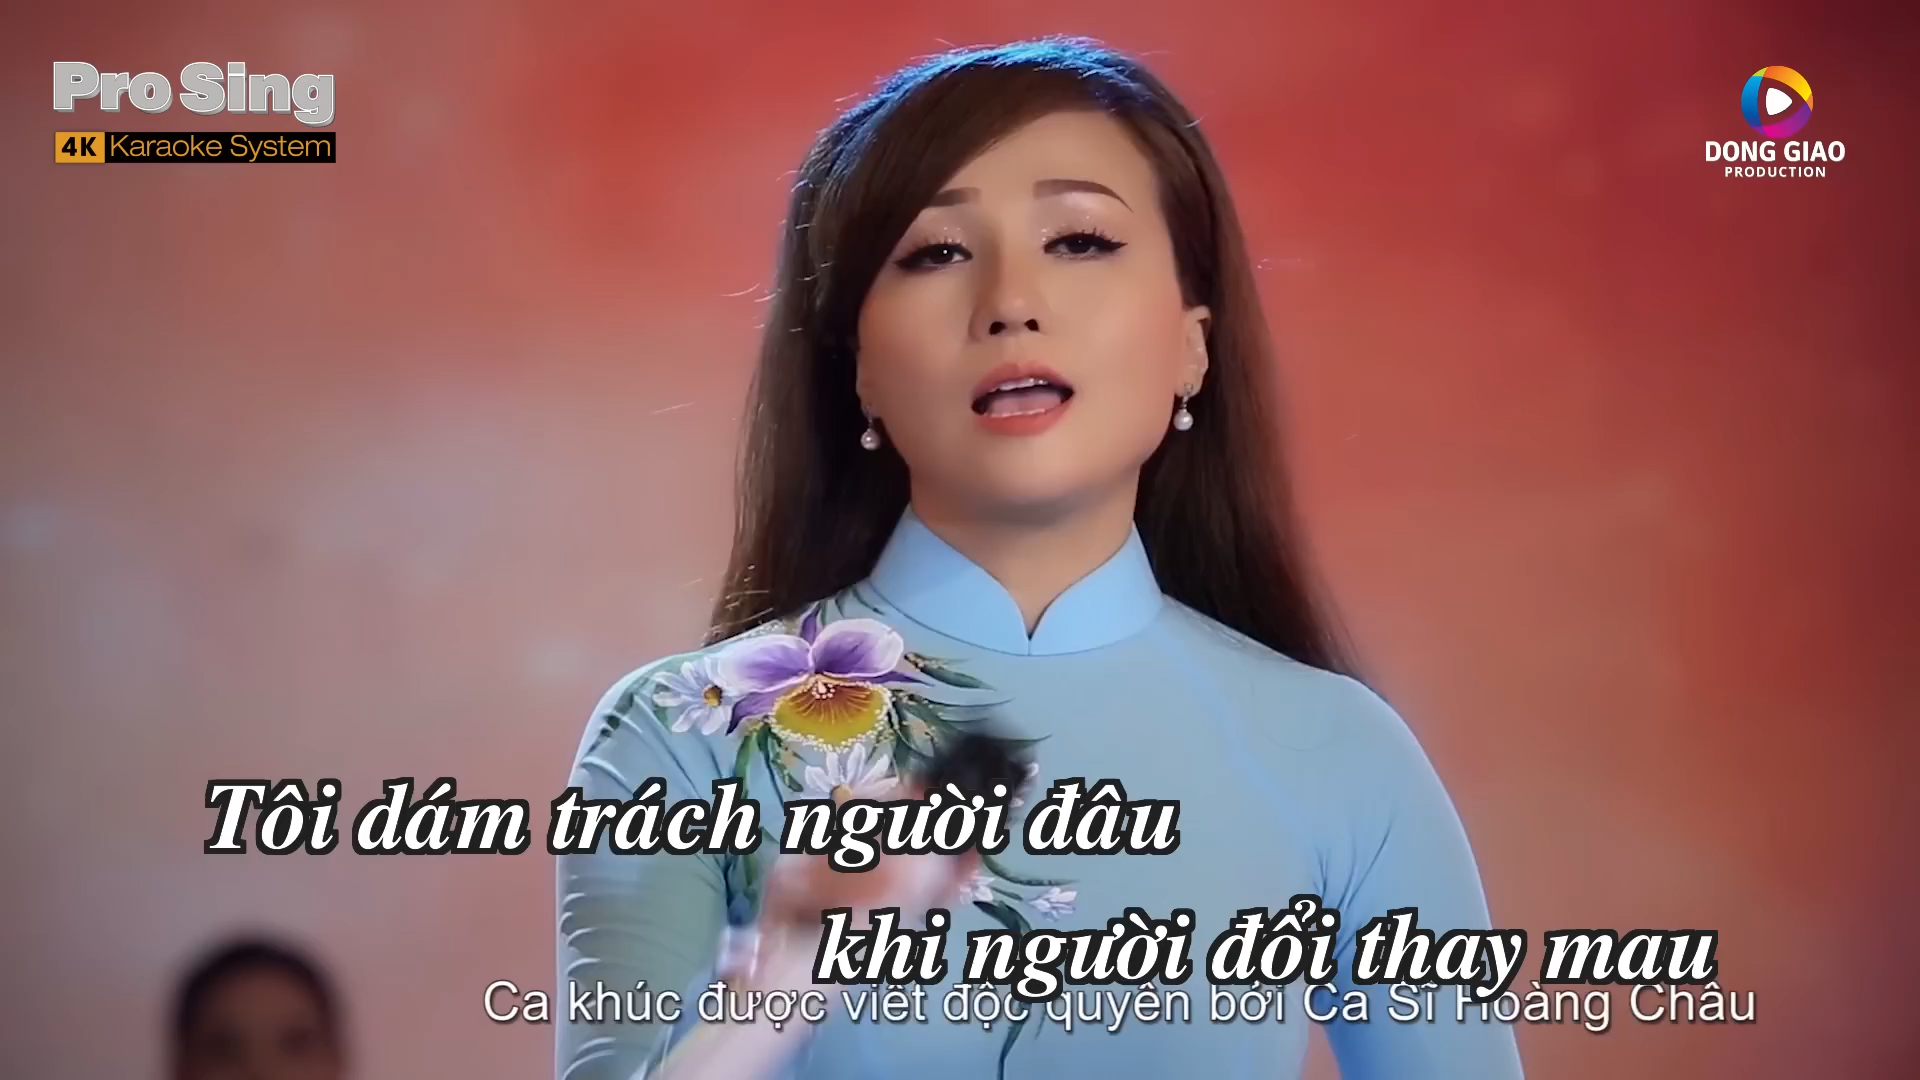 Pro Sing
4K Karaoke System
DONG GIAO
PRODUCTION
Tôi dám trách người đâu
khi người đổi thay mau
Ca khúc được viết độc quyền bởi Ca Sĩ Hoàng Châu